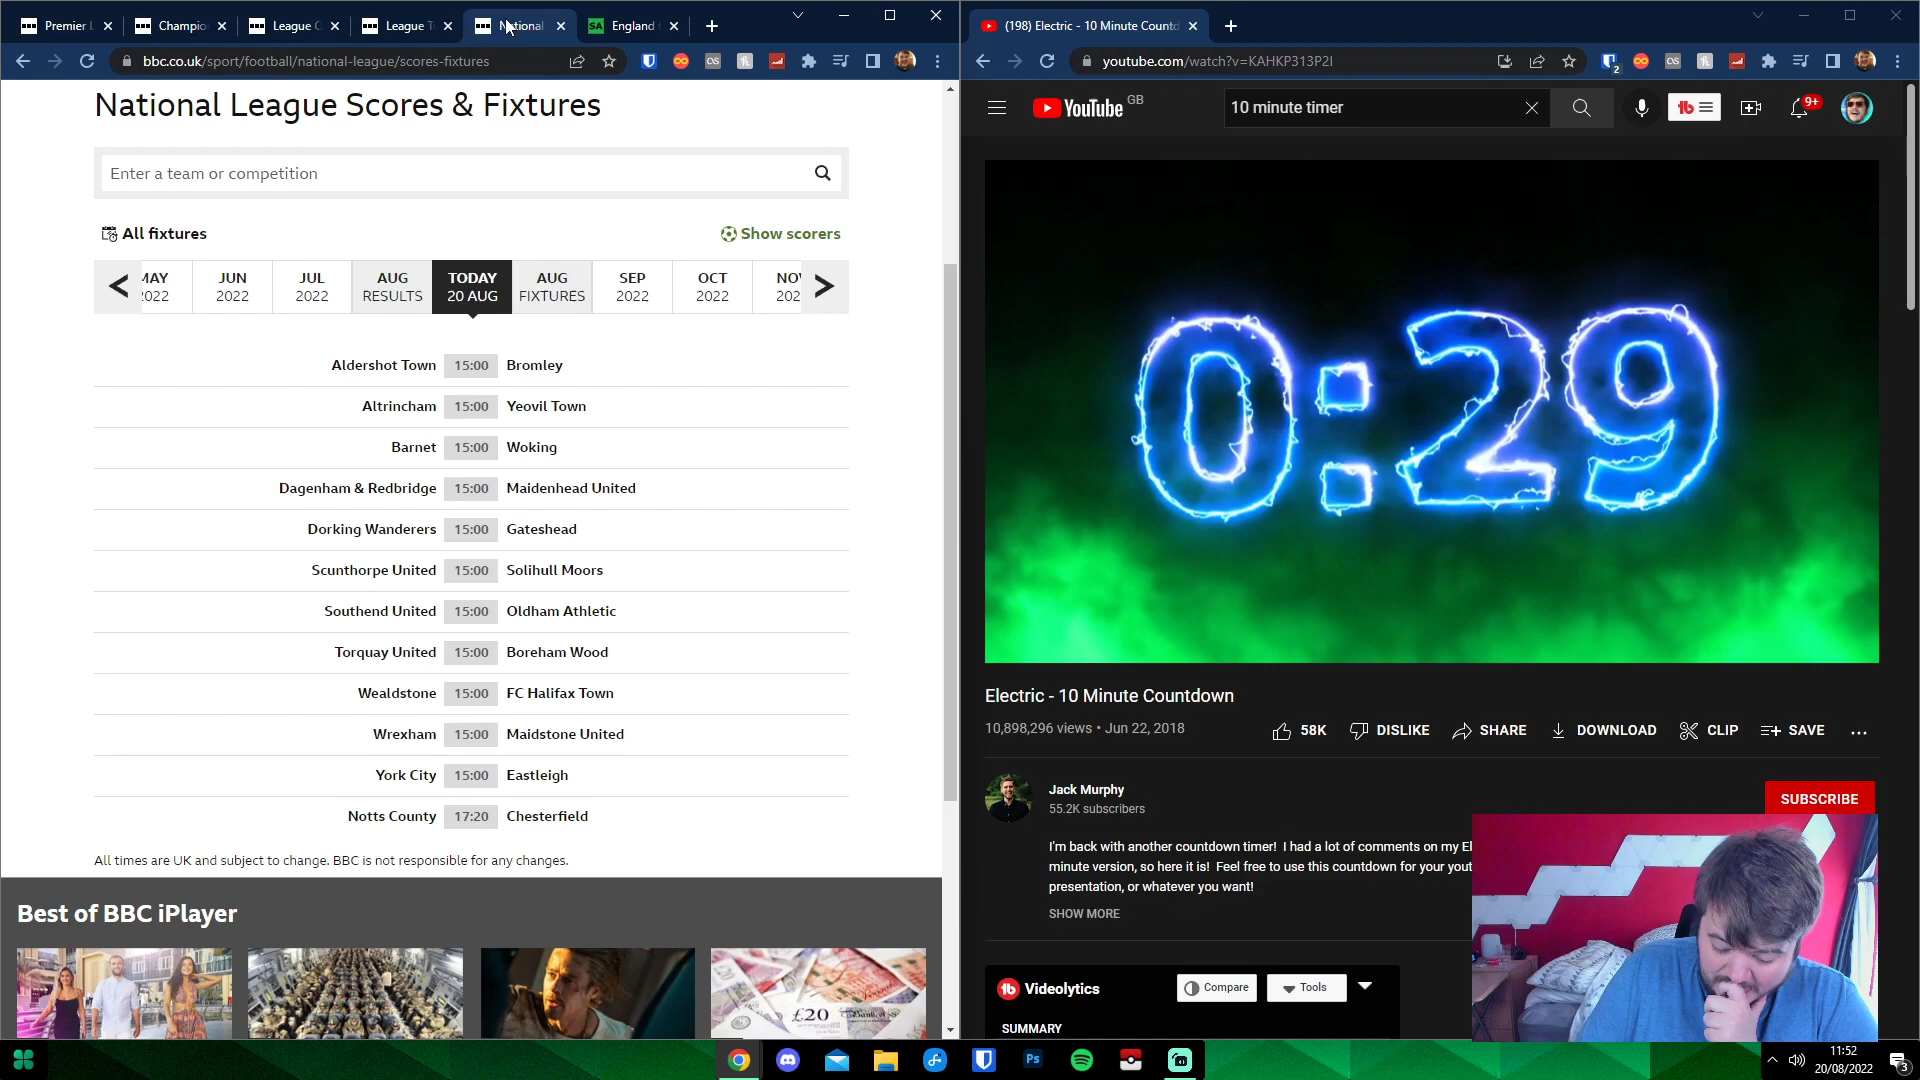 Premier L
Champio
League C
League T
National
SA England
bbc.co.uk/sport/football/national-league/scores-fixtures
National League Scores & Fixtures
Enter a team or competition
All fixtures
Show scorers
MAY 2022
JUN 2022
JUL 2022
AUG RESULTS
TODAY 20 AUG
AUG FIXTURES
SEP 2022
OCT 2022
NOV 202
Aldershot Town 15:00 Bromley
Altrincham 15:00 Yeovil Town
Barnet 15:00 Woking
Dagenham & Redbridge 15:00 Maidenhead United
Dorking Wanderers 15:00 Gateshead
Scunthorpe United 15:00 Solihull Moors
Southend United 15:00 Oldham Athletic
Torquay United 15:00 Boreham Wood
Wealdstone 15:00 FC Halifax Town
Wrexham 15:00 Maidstone United
York City 15:00 Eastleigh
Notts County 17:20 Chesterfield
All times are UK and subject to change. BBC is not responsible for any changes.
Best of BBC iPlayer
£20
(198) Electric - 10 Minute Countd
youtube.com/watch?v=KAHKP313P2I
2
YouTube GB
10 minute timer
9+
0:29
Electric - 10 Minute Countdown
10,898,296 views • Jun 22, 2018
58K
DISLIKE
SHARE
DOWNLOAD
CLIP
SAVE
...
Jack Murphy
55.2K subscribers
SUBSCRIBE
I'm back with another countdown timer! I had a lot of comments on my El
minute version, so here it is! Feel free to use this countdown for your yout
presentation, or whatever you want!
SHOW MORE
Videolytics
Compare
Tools
SUMMARY
Ps
11:52
20/08/2022
3